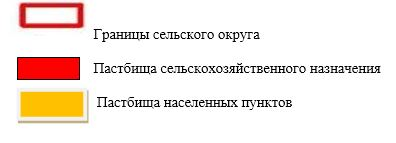 Границы сельского округа
Пастбища сельскохозяйственного назначения
Пастбища населенных пунктов